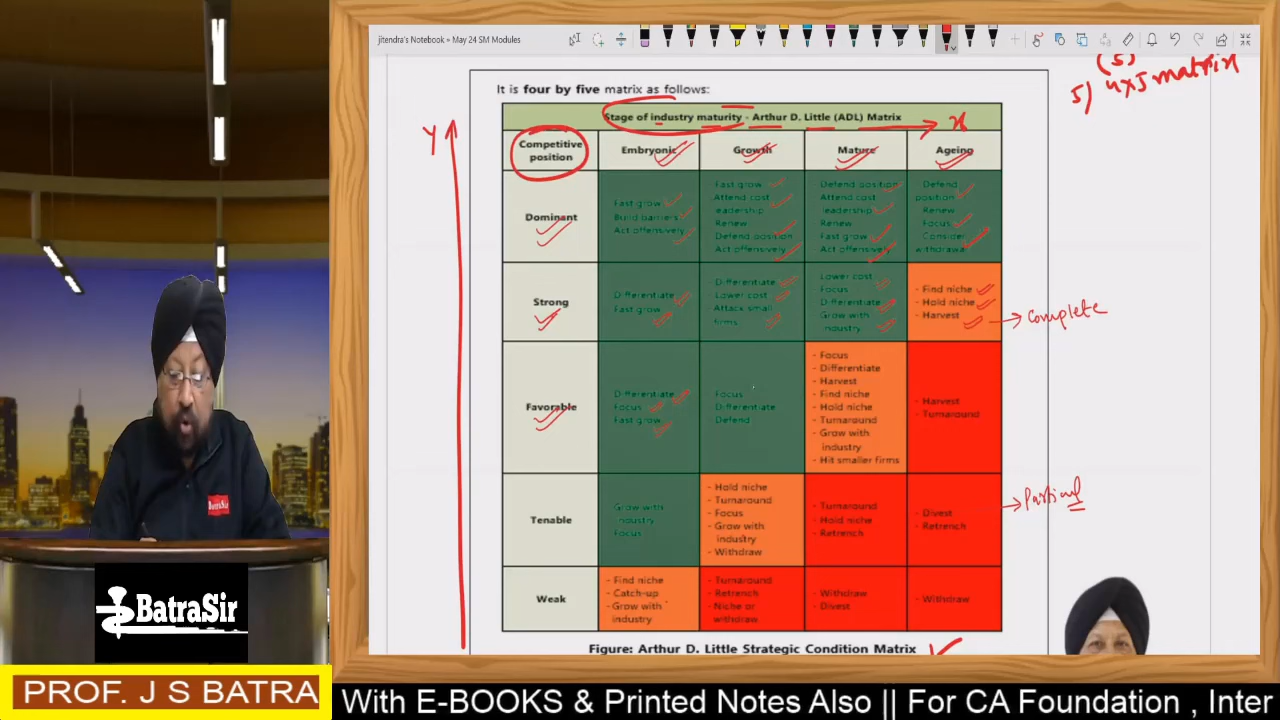 jitendra's Notebook » May 24 SM Modules
(5)
5) 4x5 matrix
It is four by five matrix as follows:
Stage of industry maturity - Arthur D. Little (ADL) Matrix
x
Y
Competitive position
Embryonic
Growth
Mature
Ageing
Dominant
Fast grow
Build barriers
Act offensively
Fast grow
Attend cost
leadership
Renew
Defend position
Act offensively
- Defend position
Attend cost
leadership
Renew
Fast grow
- Act offensively
Defend
position
Renew
Focus
Consider
withdrawal
Strong
Differentiate
Fast grow
Differentiate
Lower cost
Attack small
firms
Lower cost
- Focus
Differentiate
Grow with
industry
- Find niche
- Hold niche
- Harvest
Complete
Favorable
Differentiate
Focus
Fast grow
Focus
Differentiate
Defend
- Focus
- Differentiate
- Harvest
- Find niche
- Hold niche
- Turnaround
- Grow with
industry
- Hit smaller firms
- Harvest
- Turnaround
Tenable
Grow with
industry
Focus
- Hold niche
- Turnaround
- Focus
- Grow with
industry
- Withdraw
- Turnaround
- Hold niche
- Retrench
- Divest
- Retrench
Partial
Weak
- Find niche
- Catch-up
- Grow with
industry
- Turnaround
- Retrench
- Niche or
withdraw
- Withdraw
- Divest
- Withdraw
Figure: Arthur D. Little Strategic Condition Matrix
BatraSir
BatraSir
PROF. J S BATRA
With E-BOOKS & Printed Notes Also || For CA Foundation , Inter